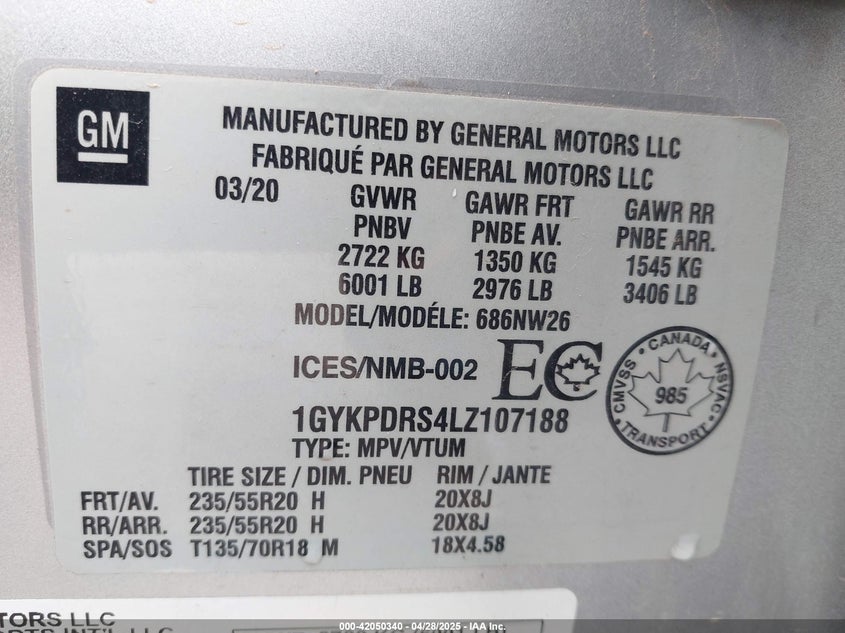 GM
MANUFACTURED BY GENERAL MOTORS LLC
FABRIQUÉ PAR GENERAL MOTORS LLC
03/20 GVWR GAWR FRT GAWR RR
PNBV PNBE AV. PNBE ARR.
2722 KG 1350 KG 1545 KG
6001 LB 2976 LB 3406 LB
MODEL/MODÉLE: 686NW26
ICES/NMB-002 EC
CANADA
CMVSS 985 NSVAC
TRANSPORT
1GYKPDRS4LZ107188
TYPE: MPV/VTUM
TIRE SIZE / DIM. PNEU RIM / JANTE
FRT/AV. 235/55R20 H 20X8J
RR/ARR. 235/55R20 H 20X8J
SPA/SOS T135/70R18 M 18X4.58
TORS LLC
INT'L LLC
000-42050340 - 04/28/2025 - IAA Inc.